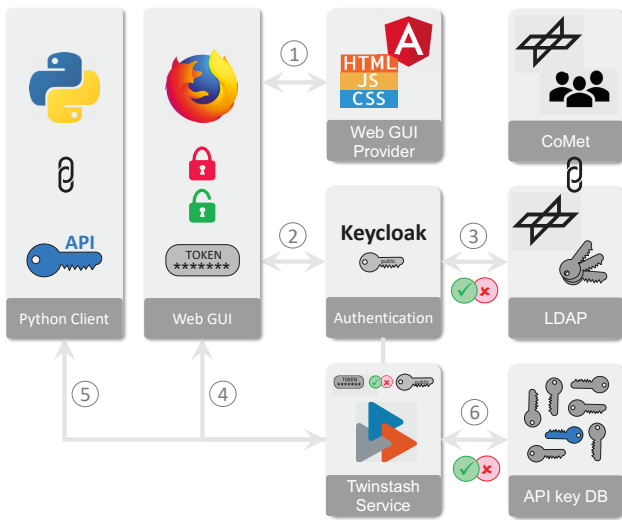 1
HTML
JS
CSS
A
Web GUI
Provider
CoMet
API
TOKEN
*******
2
Keycloak
public
3
Python Client
Web GUI
Authentication
LDAP
5
4
TOKEN
*******
public
6
Twinstash
Service
API key DB